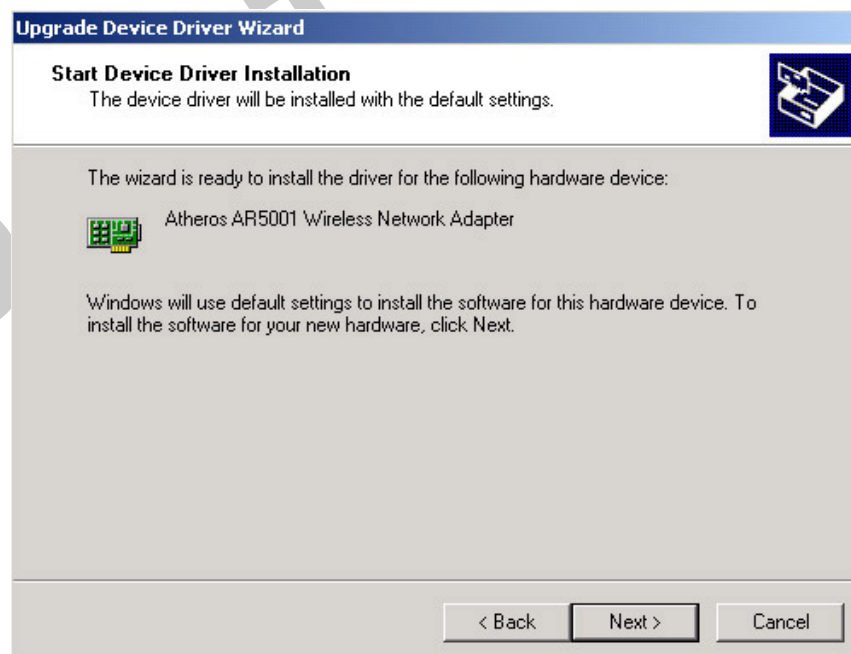 Upgrade Device Driver Wizard
Start Device Driver Installation
The device driver will be installed with the default settings.
The wizard is ready to install the driver for the following hardware device:
Atheros AR5001 Wireless Network Adapter
Windows will use default settings to install the software for this hardware device. To
install the software for your new hardware, click Next.
< Back Next > Cancel